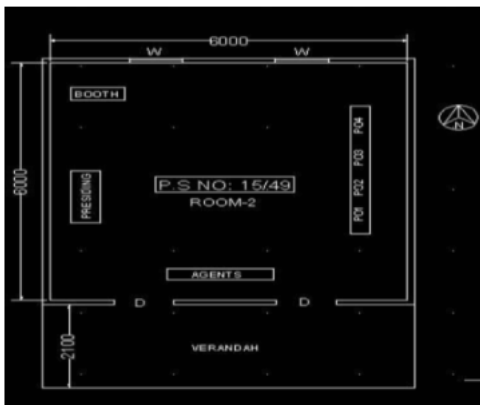 6000
W W
BOOTH
N
6000
PRESIDING
P.S NO: 15/49
ROOM-2
PO1 PO2 PO3 PO4
AGENTS
D D
2100
VERANDAH